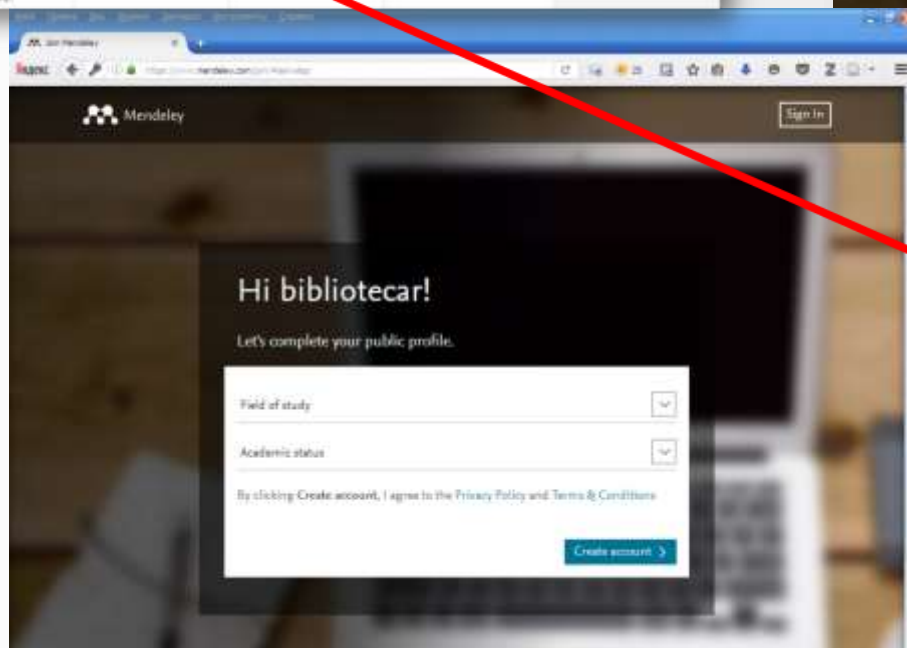 Mendeley
Sign In
Hi bibliotecar!
Let's complete your public profile.
Field of study
Academic status
By clicking Create account, I agree to the Privacy Policy and Terms & Conditions
Create account